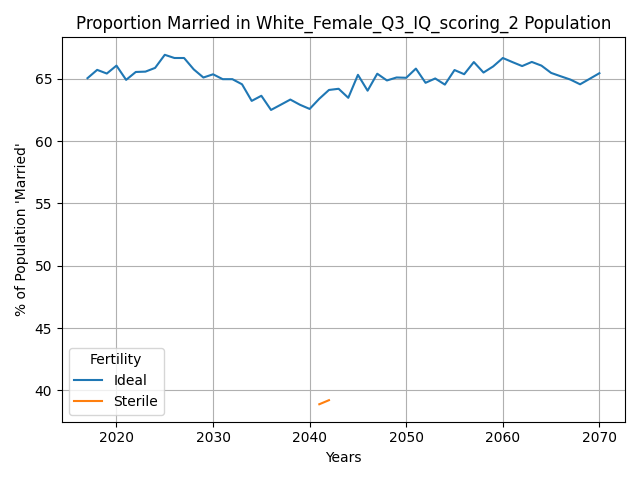 Proportion Married in White_Female_Q3_IQ_scoring_2 Population
% of Population 'Married'
65
60
55
50
45
40
Fertility
Ideal
Sterile
2020 2030 2040 2050 2060 2070
Years